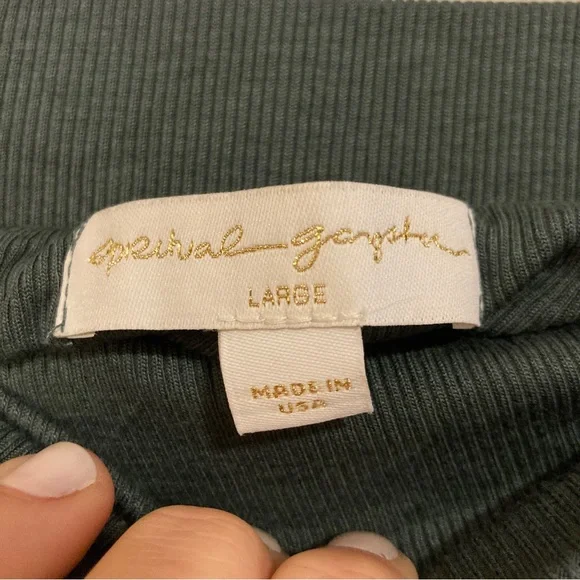 spiritual gangster
LARGE
MADE IN
USA